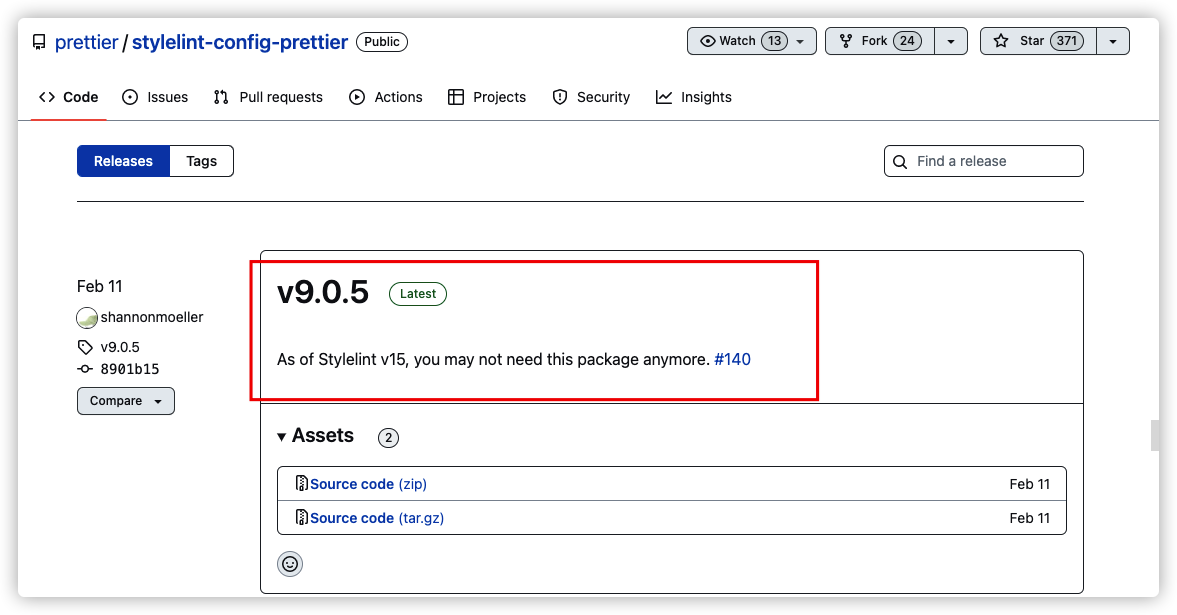 prettier / stylelint-config-prettier Public Watch 13 Fork 24 Star 371
Code Issues Pull requests Actions Projects Security Insights
Releases Tags Find a release
Feb 11
shannonmoeller
v9.0.5
8901b15
Compare
v9.0.5 Latest
As of Stylelint v15, you may not need this package anymore. #140
Assets 2
Source code (zip) Feb 11
Source code (tar.gz) Feb 11